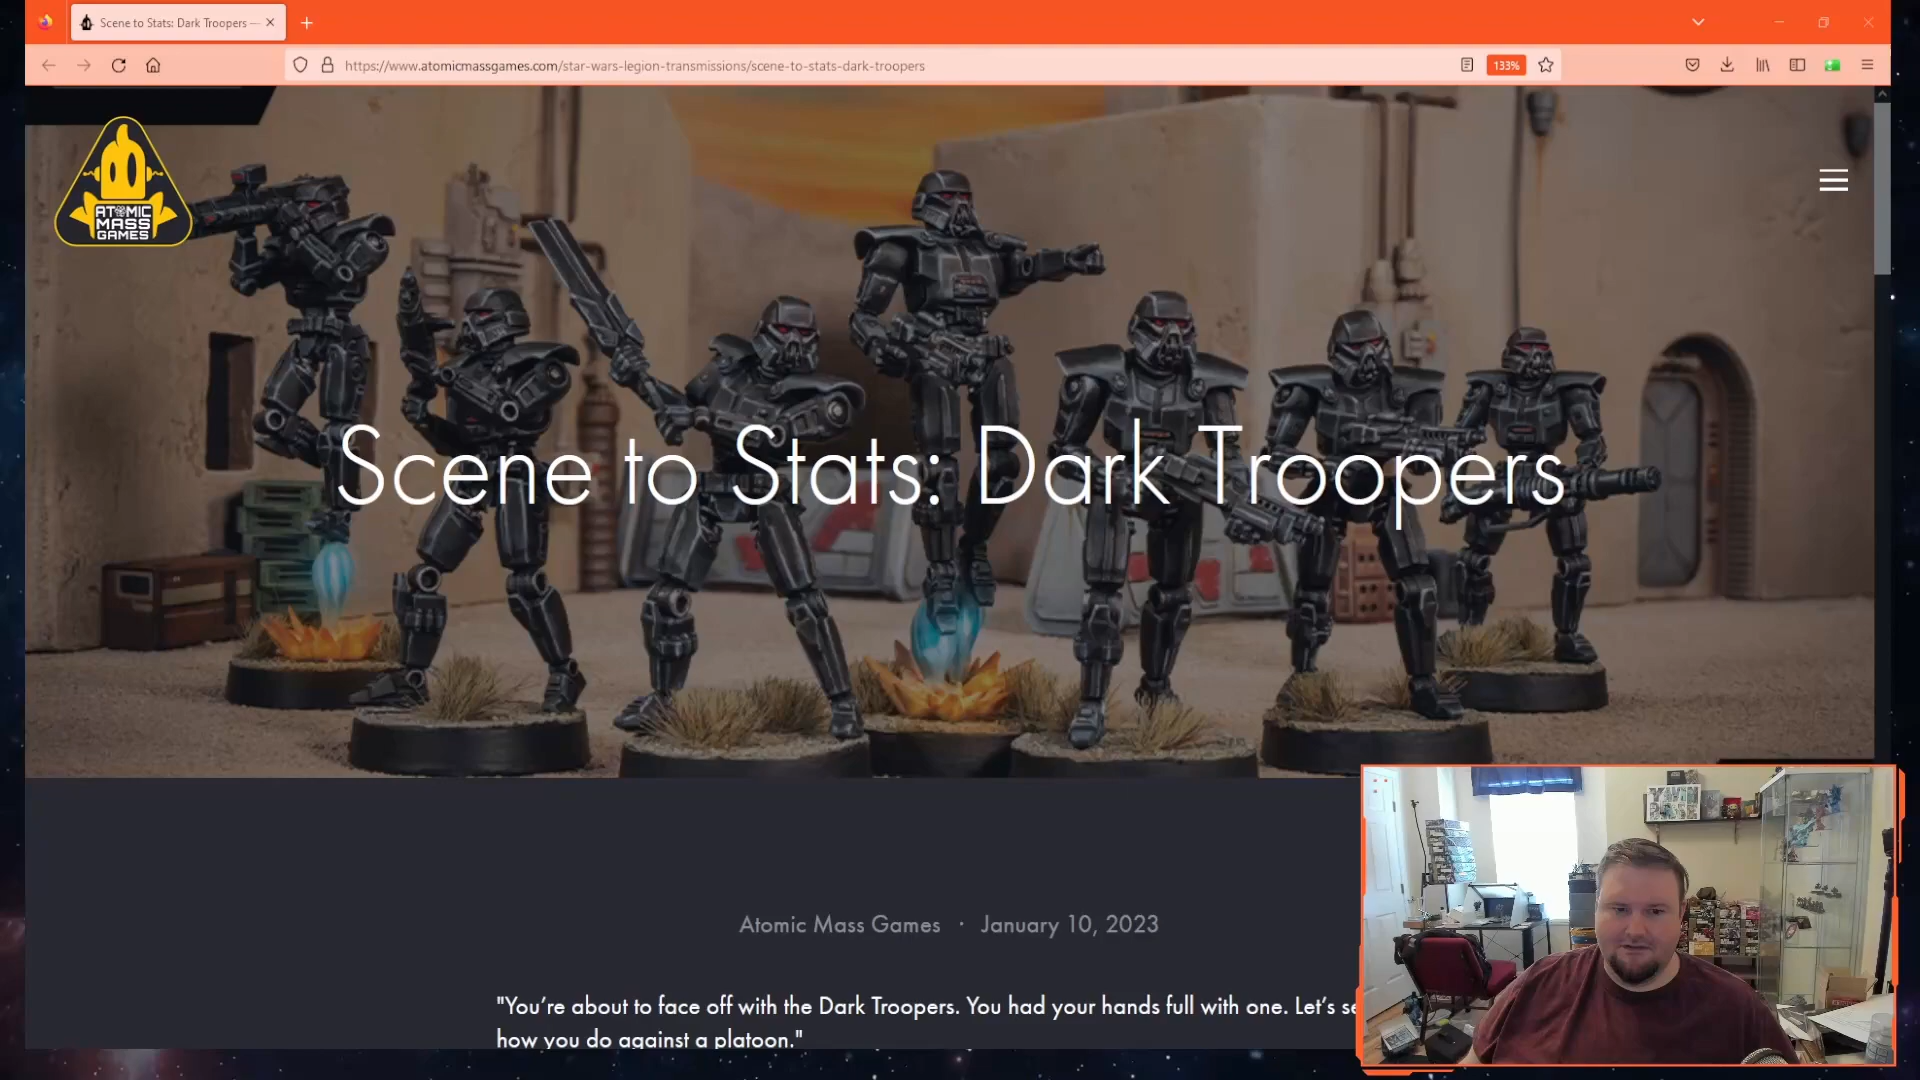 Scene to Stats: Dark Troopers —
https://www.atomicmassgames.com/star-wars-legion-transmissions/scene-to-stats-dark-troopers
133%
ATOMIC
MASS
GAMES
Scene to Stats: Dark Troopers
Atomic Mass Games · January 10, 2023
"You’re about to face off with the Dark Troopers. You had your hands full with one. Let’s se
how you do against a platoon."